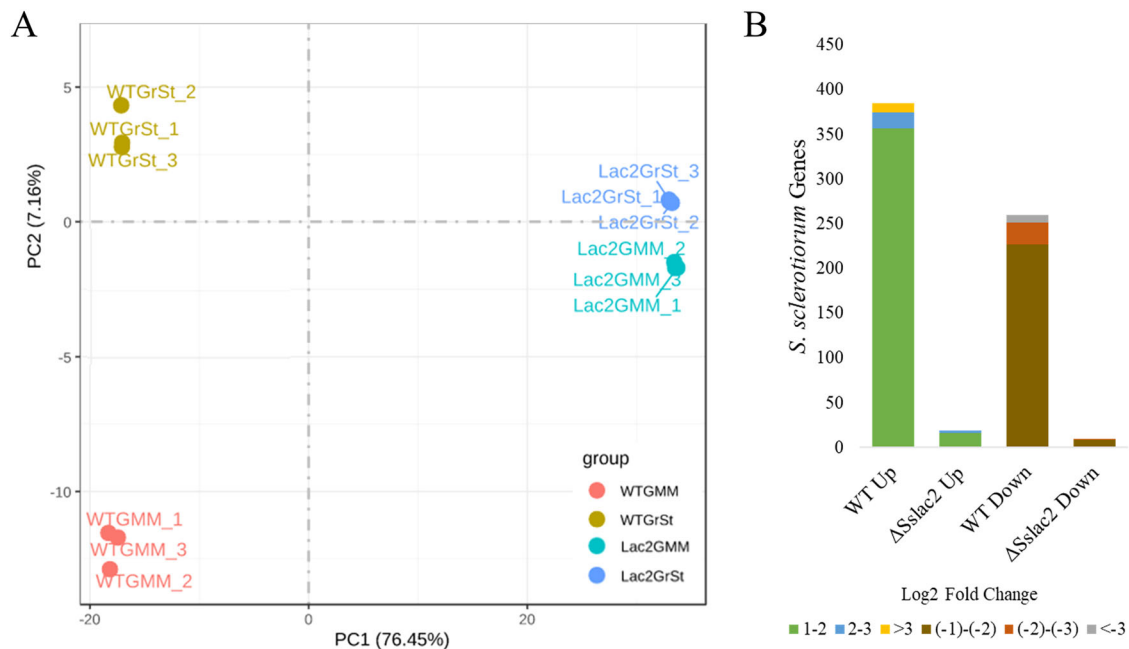 A
PC2 (7.16%)
5
0
-5
-10
WTGrSt_2
WTGrSt_1
WTGrSt_3
Lac2GrSt_3
Lac2GrSt_1
Lac2GrSt_2
Lac2GMM_2
Lac2GMM_3
Lac2GMM_1
WTGMM_1
WTGMM_3
WTGMM_2
group
WTGMM
WTGrSt
Lac2GMM
Lac2GrSt
-20
0
20
PC1 (76.45%)
B
S. sclerotiorum Genes
450
400
350
300
250
200
150
100
50
0
WT Up
ΔSslac2 Up
WT Down
ΔSslac2 Down
Log2 Fold Change
1-2 2-3 >3 (-1)-(-2) (-2)-(-3) <-3